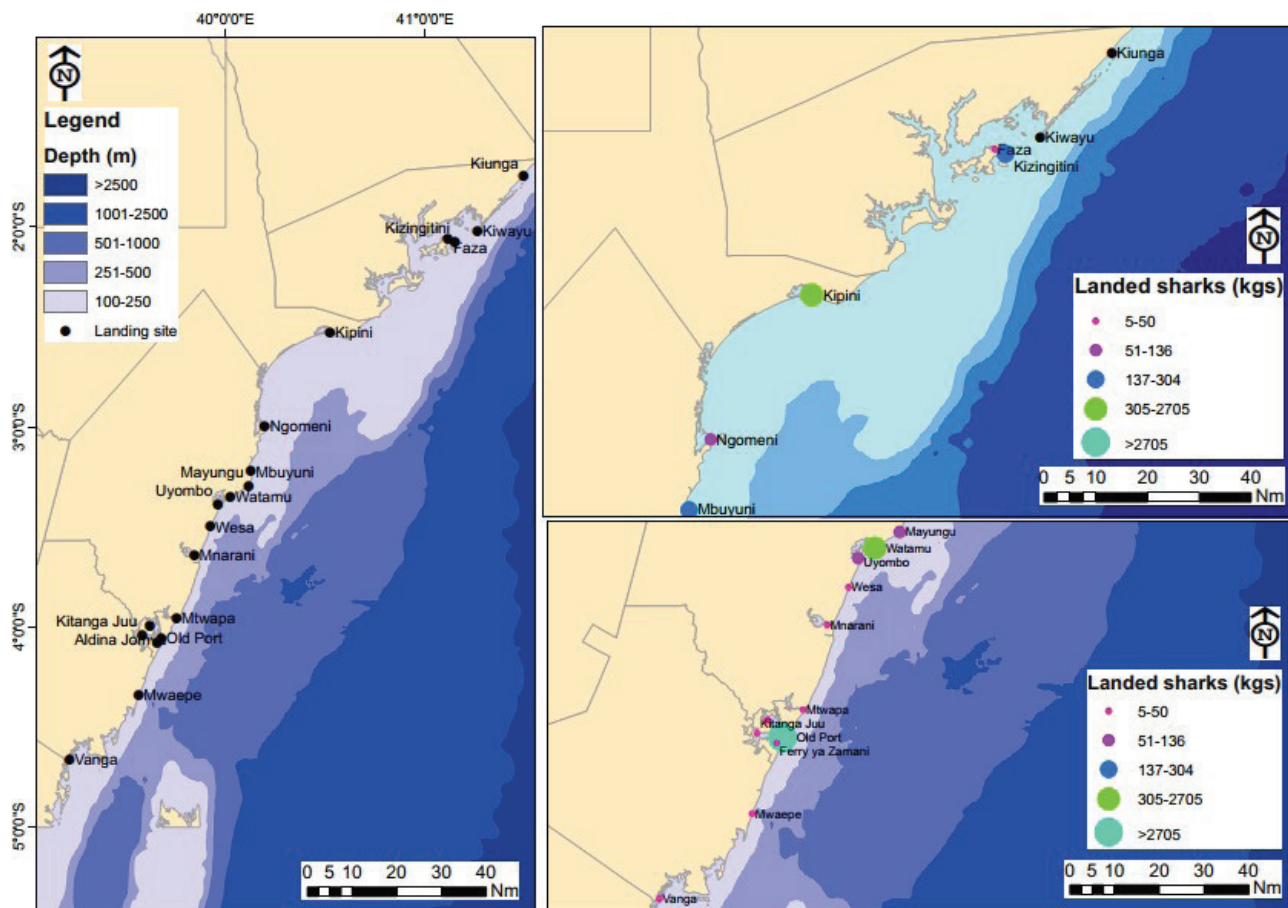 40°0'0"E
41°0'0"E
N
Legend
Depth (m)
>2500
1001-2500
501-1000
251-500
100-250
Landing site
2°0'0"S
3°0'0"S
4°0'0"S
5°0'0"S
Kiunga
Kizingitini
Kiwayu
Faza
Kipini
Ngomeni
Mayungu
Mbuyuni
Uyombo
Watamu
Wesa
Mnarani
Kitanga Juu
Mtwapa
Aldina
Old Port
Mwaepe
Vanga
0 5 10 20 30 40
Nm
Kiunga
Kiwayu
Faza
Kizingitini
Kipini
Ngomeni
Mbuyuni
N
Landed sharks (kgs)
5-50
51-136
137-304
305-2705
>2705
0 5 10 20 30 40
Nm
Mayungu
Watamu
Uyombo
Wesa
Mnarani
Mtwapa
Kitanga Juu
Old Port
Ferry ya Zamani
Mwaepe
Vanga
N
Landed sharks (kgs)
5-50
51-136
137-304
305-2705
>2705
0 5 10 20 30 40
Nm